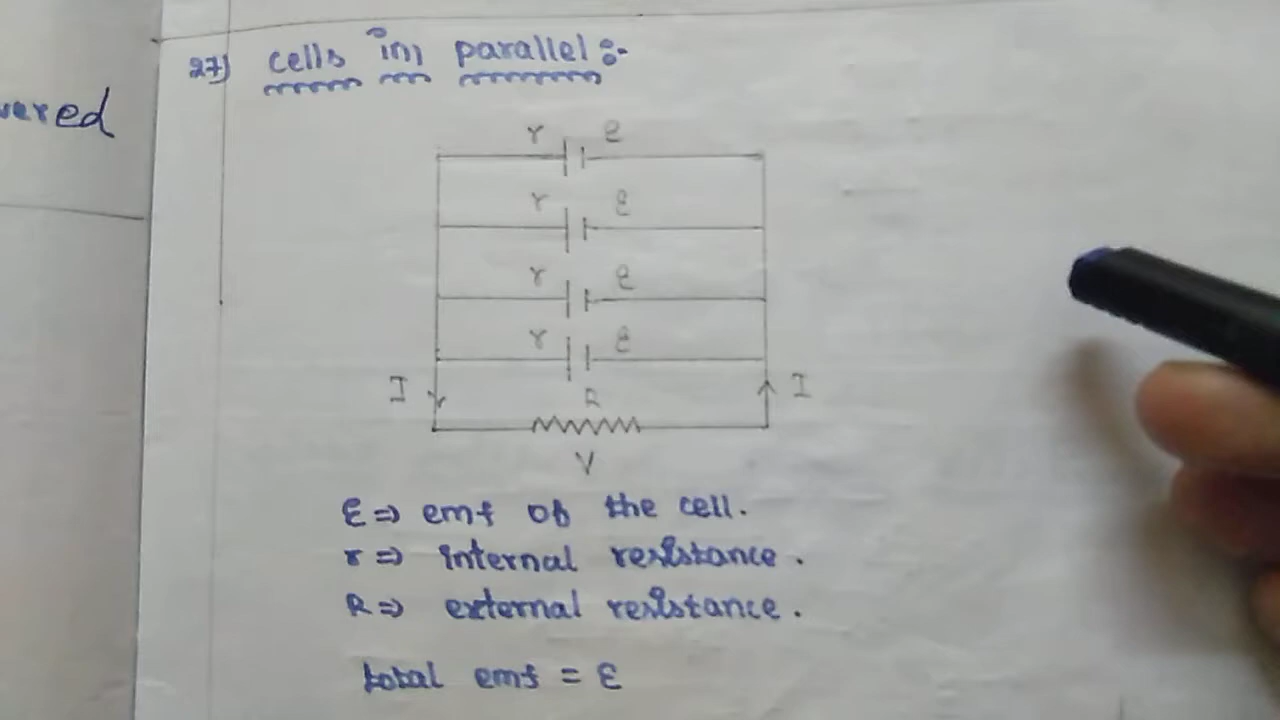 vered
27) cells in parallel :-
r ε
r ε
r ε
r ε
I R I
V
ε ⇒ emf of the cell.
r ⇒ internal resistance.
R ⇒ external resistance.
total emf = ε